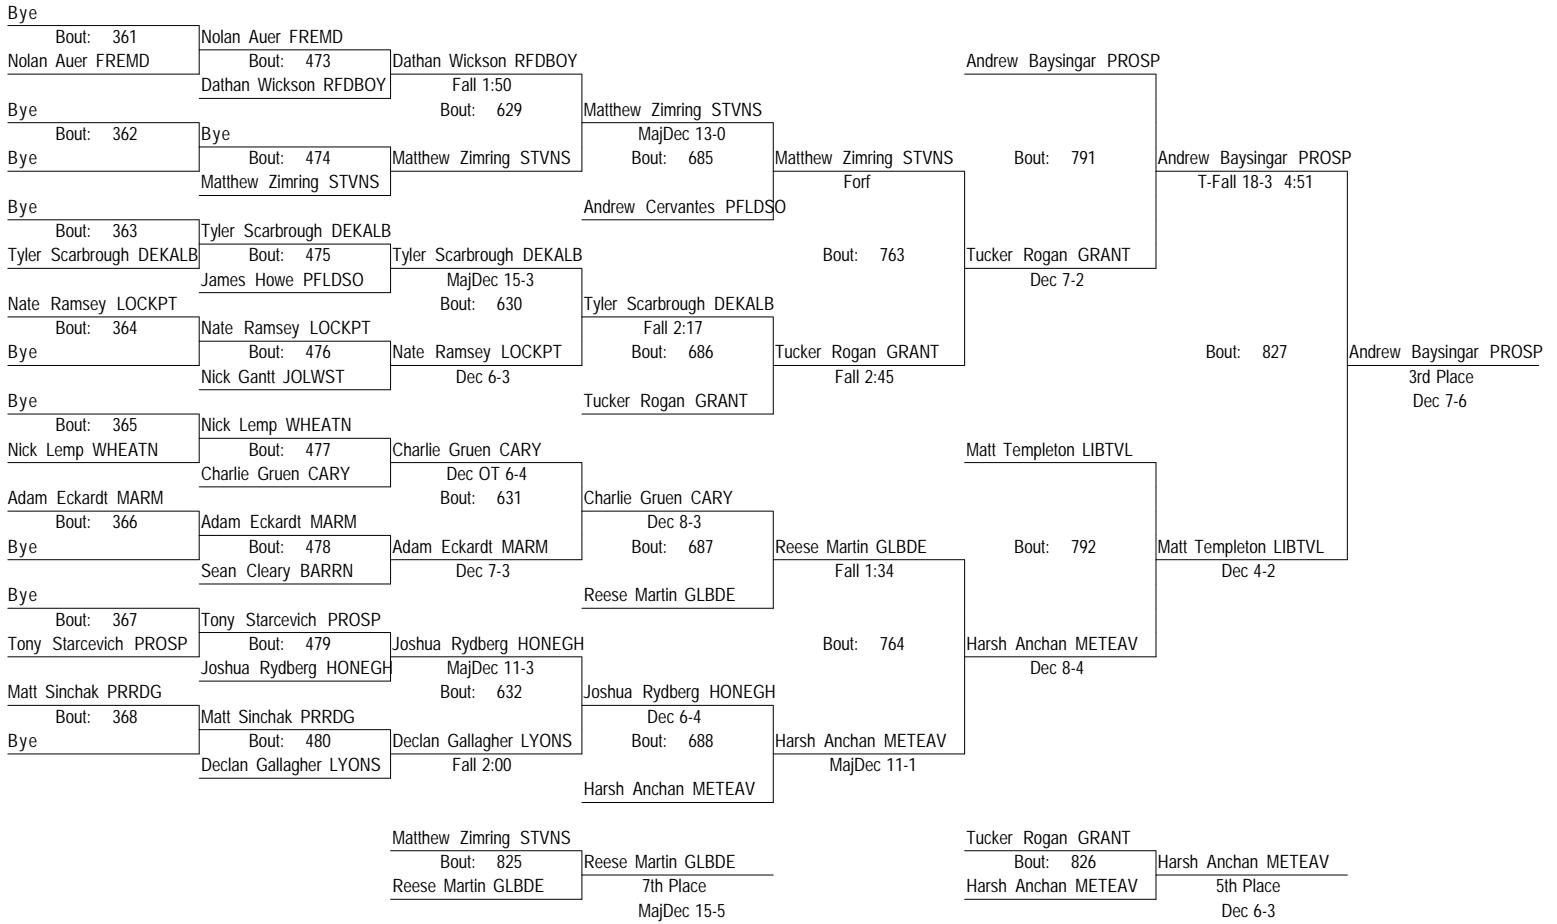 Bye
Bout: 361
Nolan Auer FREMD
Bye
Bout: 362
Bye
Bye
Bout: 363
Tyler Scarbrough DEKALB
Nate Ramsey LOCKPT
Bout: 364
Bye
Bye
Bout: 365
Nick Lemp WHEATN
Adam Eckardt MARM
Bout: 366
Bye
Bye
Bout: 367
Tony Starcevich PROSP
Matt Sinchak PRRDG
Bout: 368
Bye
Nolan Auer FREMD
Bout: 473
Dathan Wickson RFDBOY
Bye
Bout: 474
Matthew Zimring STVNS
Tyler Scarbrough DEKALB
Bout: 475
James Howe PFLDSO
Nate Ramsey LOCKPT
Bout: 476
Nick Gantt JOLWST
Nick Lemp WHEATN
Bout: 477
Charlie Gruen CARY
Adam Eckardt MARM
Bout: 478
Sean Cleary BARRN
Tony Starcevich PROSP
Bout: 479
Joshua Rydberg HONEGH
Matt Sinchak PRRDG
Bout: 480
Declan Gallagher LYONS
Dathan Wickson RFDBOY
Fall 1:50
Bout: 629
Matthew Zimring STVNS
Tyler Scarbrough DEKALB
MajDec 15-3
Bout: 630
Nate Ramsey LOCKPT
Dec 6-3
Charlie Gruen CARY
Dec OT 6-4
Bout: 631
Adam Eckardt MARM
Dec 7-3
Joshua Rydberg HONEGH
MajDec 11-3
Bout: 632
Declan Gallagher LYONS
Fall 2:00
Matthew Zimring STVNS
MajDec 13-0
Bout: 685
Andrew Cervantes PFLDSO
Tyler Scarbrough DEKALB
Fall 2:17
Bout: 686
Tucker Rogan GRANT
Charlie Gruen CARY
Dec 8-3
Bout: 687
Reese Martin GLBDE
Joshua Rydberg HONEGH
Dec 6-4
Bout: 688
Harsh Anchan METEAV
Matthew Zimring STVNS
Forf
Bout: 763
Tucker Rogan GRANT
Fall 2:45
Reese Martin GLBDE
Fall 1:34
Bout: 764
Harsh Anchan METEAV
MajDec 11-1
Andrew Baysingar PROSP
Bout: 791
Tucker Rogan GRANT
Dec 7-2
Matt Templeton LIBTVL
Bout: 792
Harsh Anchan METEAV
Dec 8-4
Andrew Baysingar PROSP
T-Fall 18-3 4:51
Bout: 827
Matt Templeton LIBTVL
Dec 4-2
Andrew Baysingar PROSP
3rd Place
Dec 7-6
Matthew Zimring STVNS
Bout: 825
Reese Martin GLBDE
Reese Martin GLBDE
7th Place
MajDec 15-5
Tucker Rogan GRANT
Bout: 826
Harsh Anchan METEAV
Harsh Anchan METEAV
5th Place
Dec 6-3